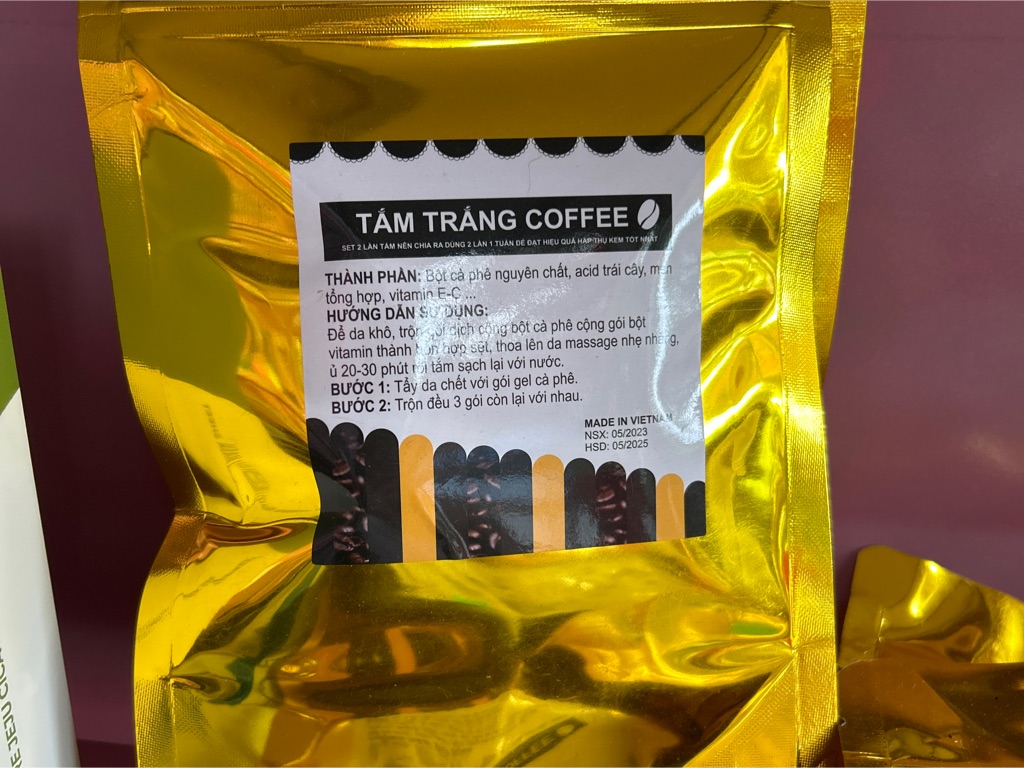 TẮM TRẮNG COFFEE
SET 2 LẦN TẮM NÊN CHIA RA DÙNG 2 LẦN 1 TUẦN ĐỂ ĐẠT HIỆU QUẢ HẤP THỤ KEM TỐT NHẤT
THÀNH PHẦN: Bột cà phê nguyên chất, acid trái cây, men
tổng hợp, vitamin E-C ...
HƯỚNG DẪN SỬ DỤNG:
Để da khô, trộn gói dịch cộng bột cà phê cộng gói bột
vitamin thành hỗn hợp sệt, thoa lên da massage nhẹ nhàng,
ủ 20-30 phút rồi tắm sạch lại với nước.
BƯỚC 1: Tẩy da chết với gói gel cà phê.
BƯỚC 2: Trộn đều 3 gói còn lại với nhau.
MADE IN VIETNAM
NSX: 05/2023
HSD: 05/2025
JEJU